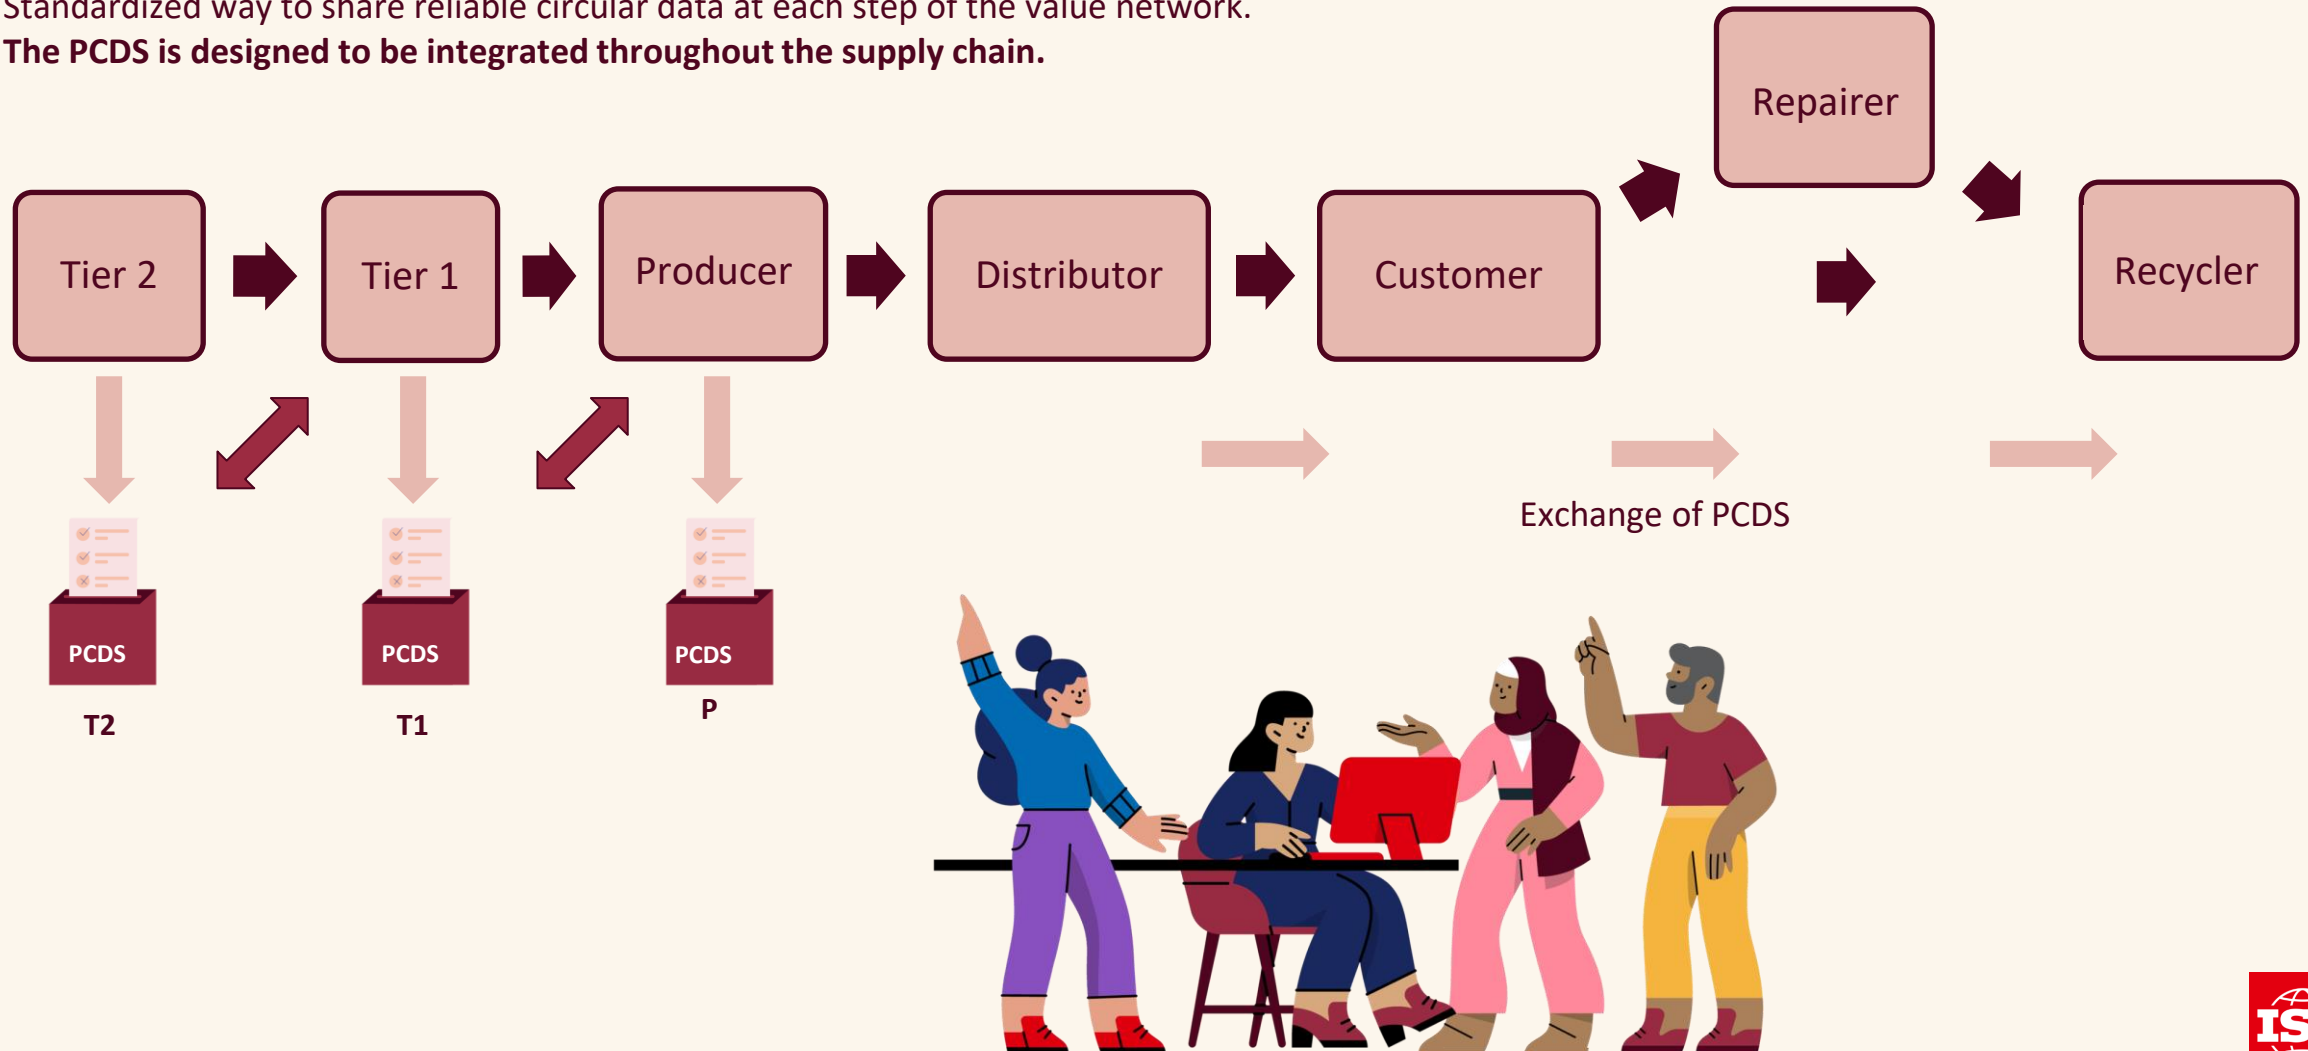 Standardized way to share reliable circular data at each step of the value network.
The PCDS is designed to be integrated throughout the supply chain.
Repairer
Tier 2
Tier 1
Producer
Distributor
Customer
Recycler
Exchange of PCDS
PCDS
PCDS
PCDS
T2
T1
P